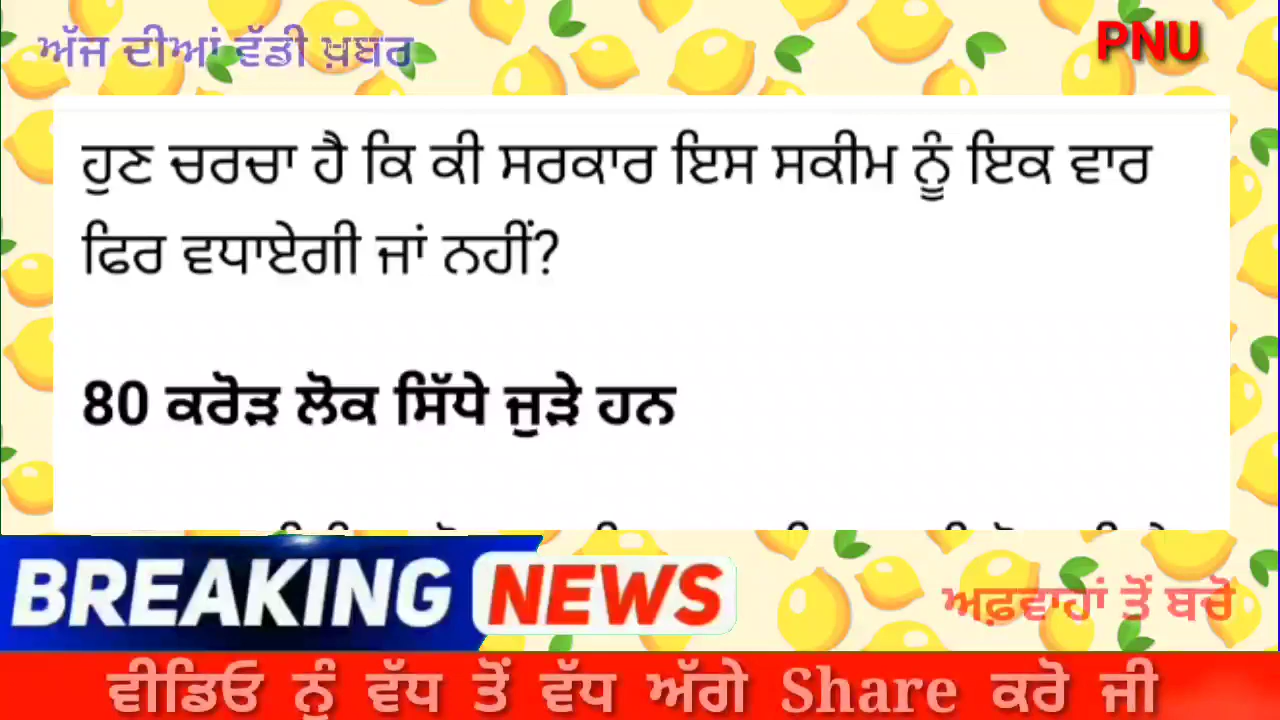 ਅੱਜ ਦੀਆਂ ਵੱਡੀ ਖ਼ਬਰ
PNU
ਹੁਣ ਚਰਚਾ ਹੈ ਕਿ ਕੀ ਸਰਕਾਰ ਇਸ ਸਕੀਮ ਨੂੰ ਇਕ ਵਾਰ
ਫਿਰ ਵਧਾਏਗੀ ਜਾਂ ਨਹੀਂ?
80 ਕਰੋੜ ਲੋਕ ਸਿੱਧੇ ਜੁੜੇ ਹਨ
BREAKING NEWS
ਅਫ਼ਵਾਹਾਂ ਤੋਂ ਬਚੋ
ਵੀਡਿਓ ਨੂੰ ਵੱਧ ਤੋਂ ਵੱਧ ਅੱਗੇ Share ਕਰੋ ਜੀ